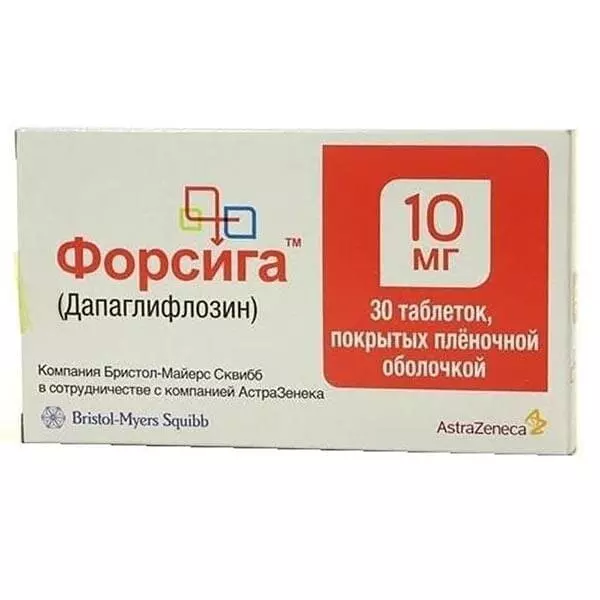 Форсига™
(Дапаглифлозин)
10
мг
30 таблеток,
покрытых плёночной
оболочкой
Компания Бристол-Майерс Сквибб
в сотрудничестве с компанией АстраЗенека
Bristol-Myers Squibb
AstraZeneca